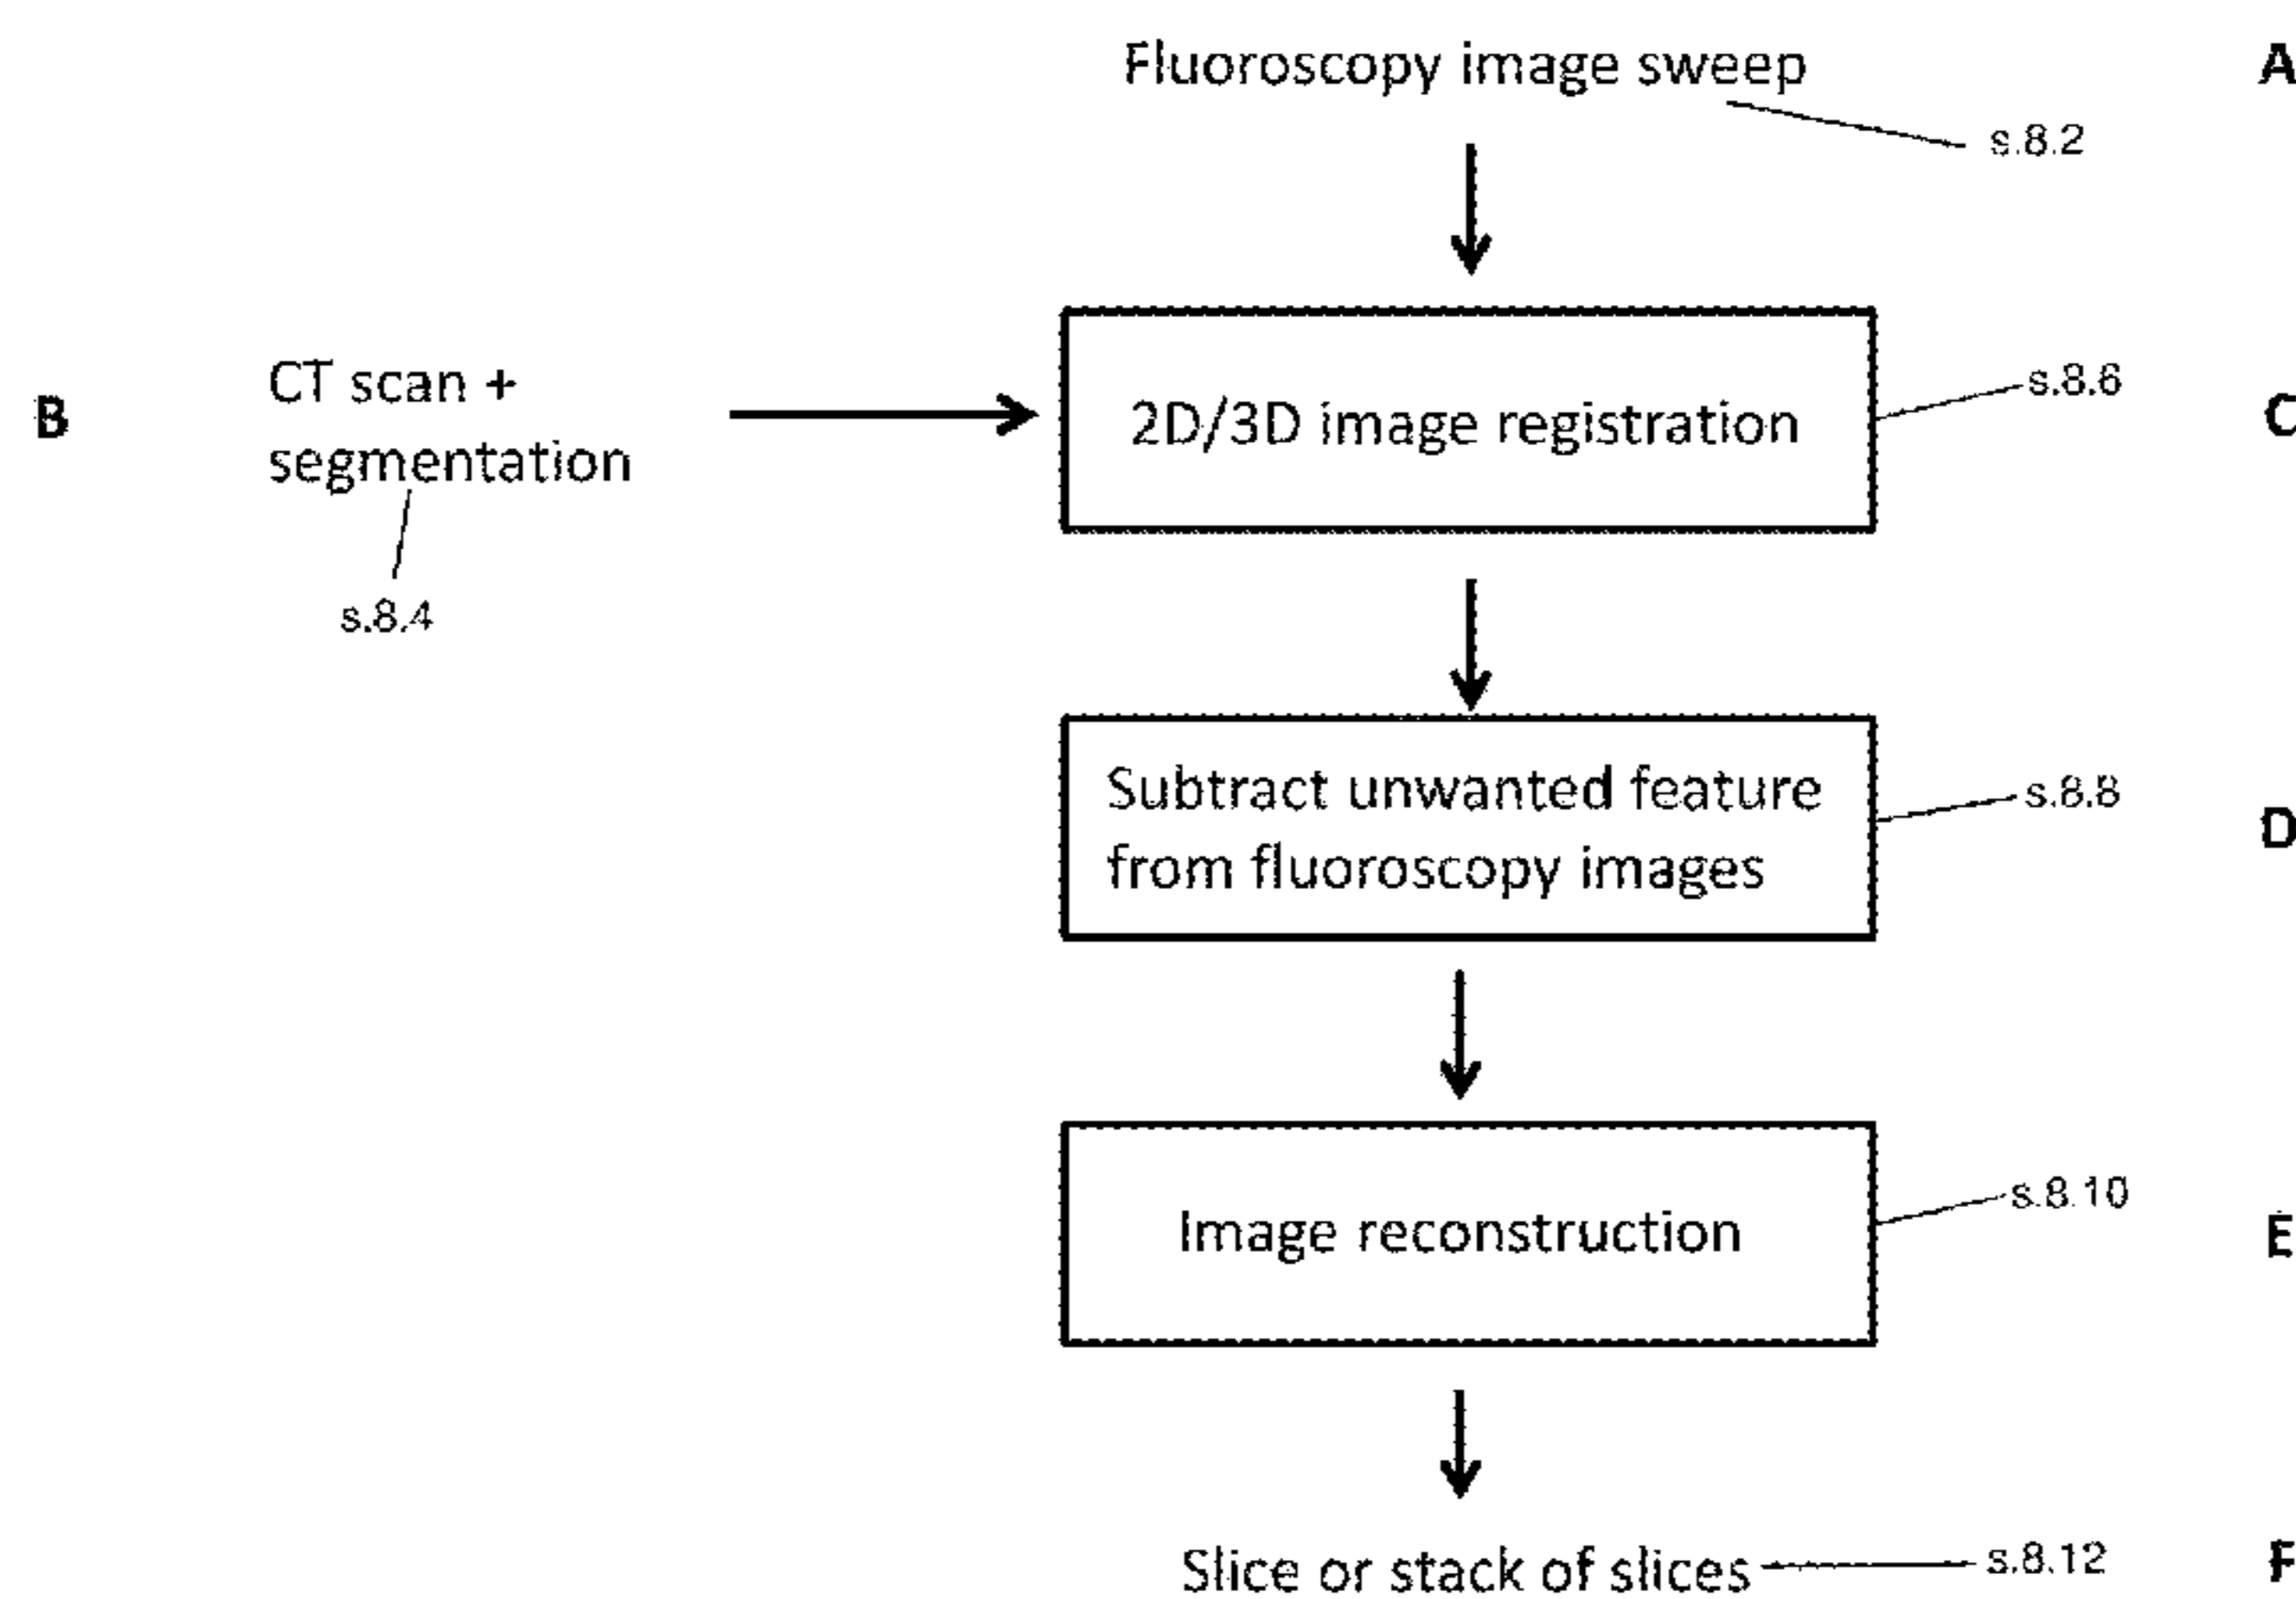 Fluoroscopy image sweep
A
s.8.2
B
CT scan +
segmentation
s.8.4
2D/3D image registration
s.8.6
C
Subtract unwanted feature
from fluoroscopy images
s.8.8
D
Image reconstruction
s.8.10
E
Slice or stack of slices
s.8.12
F